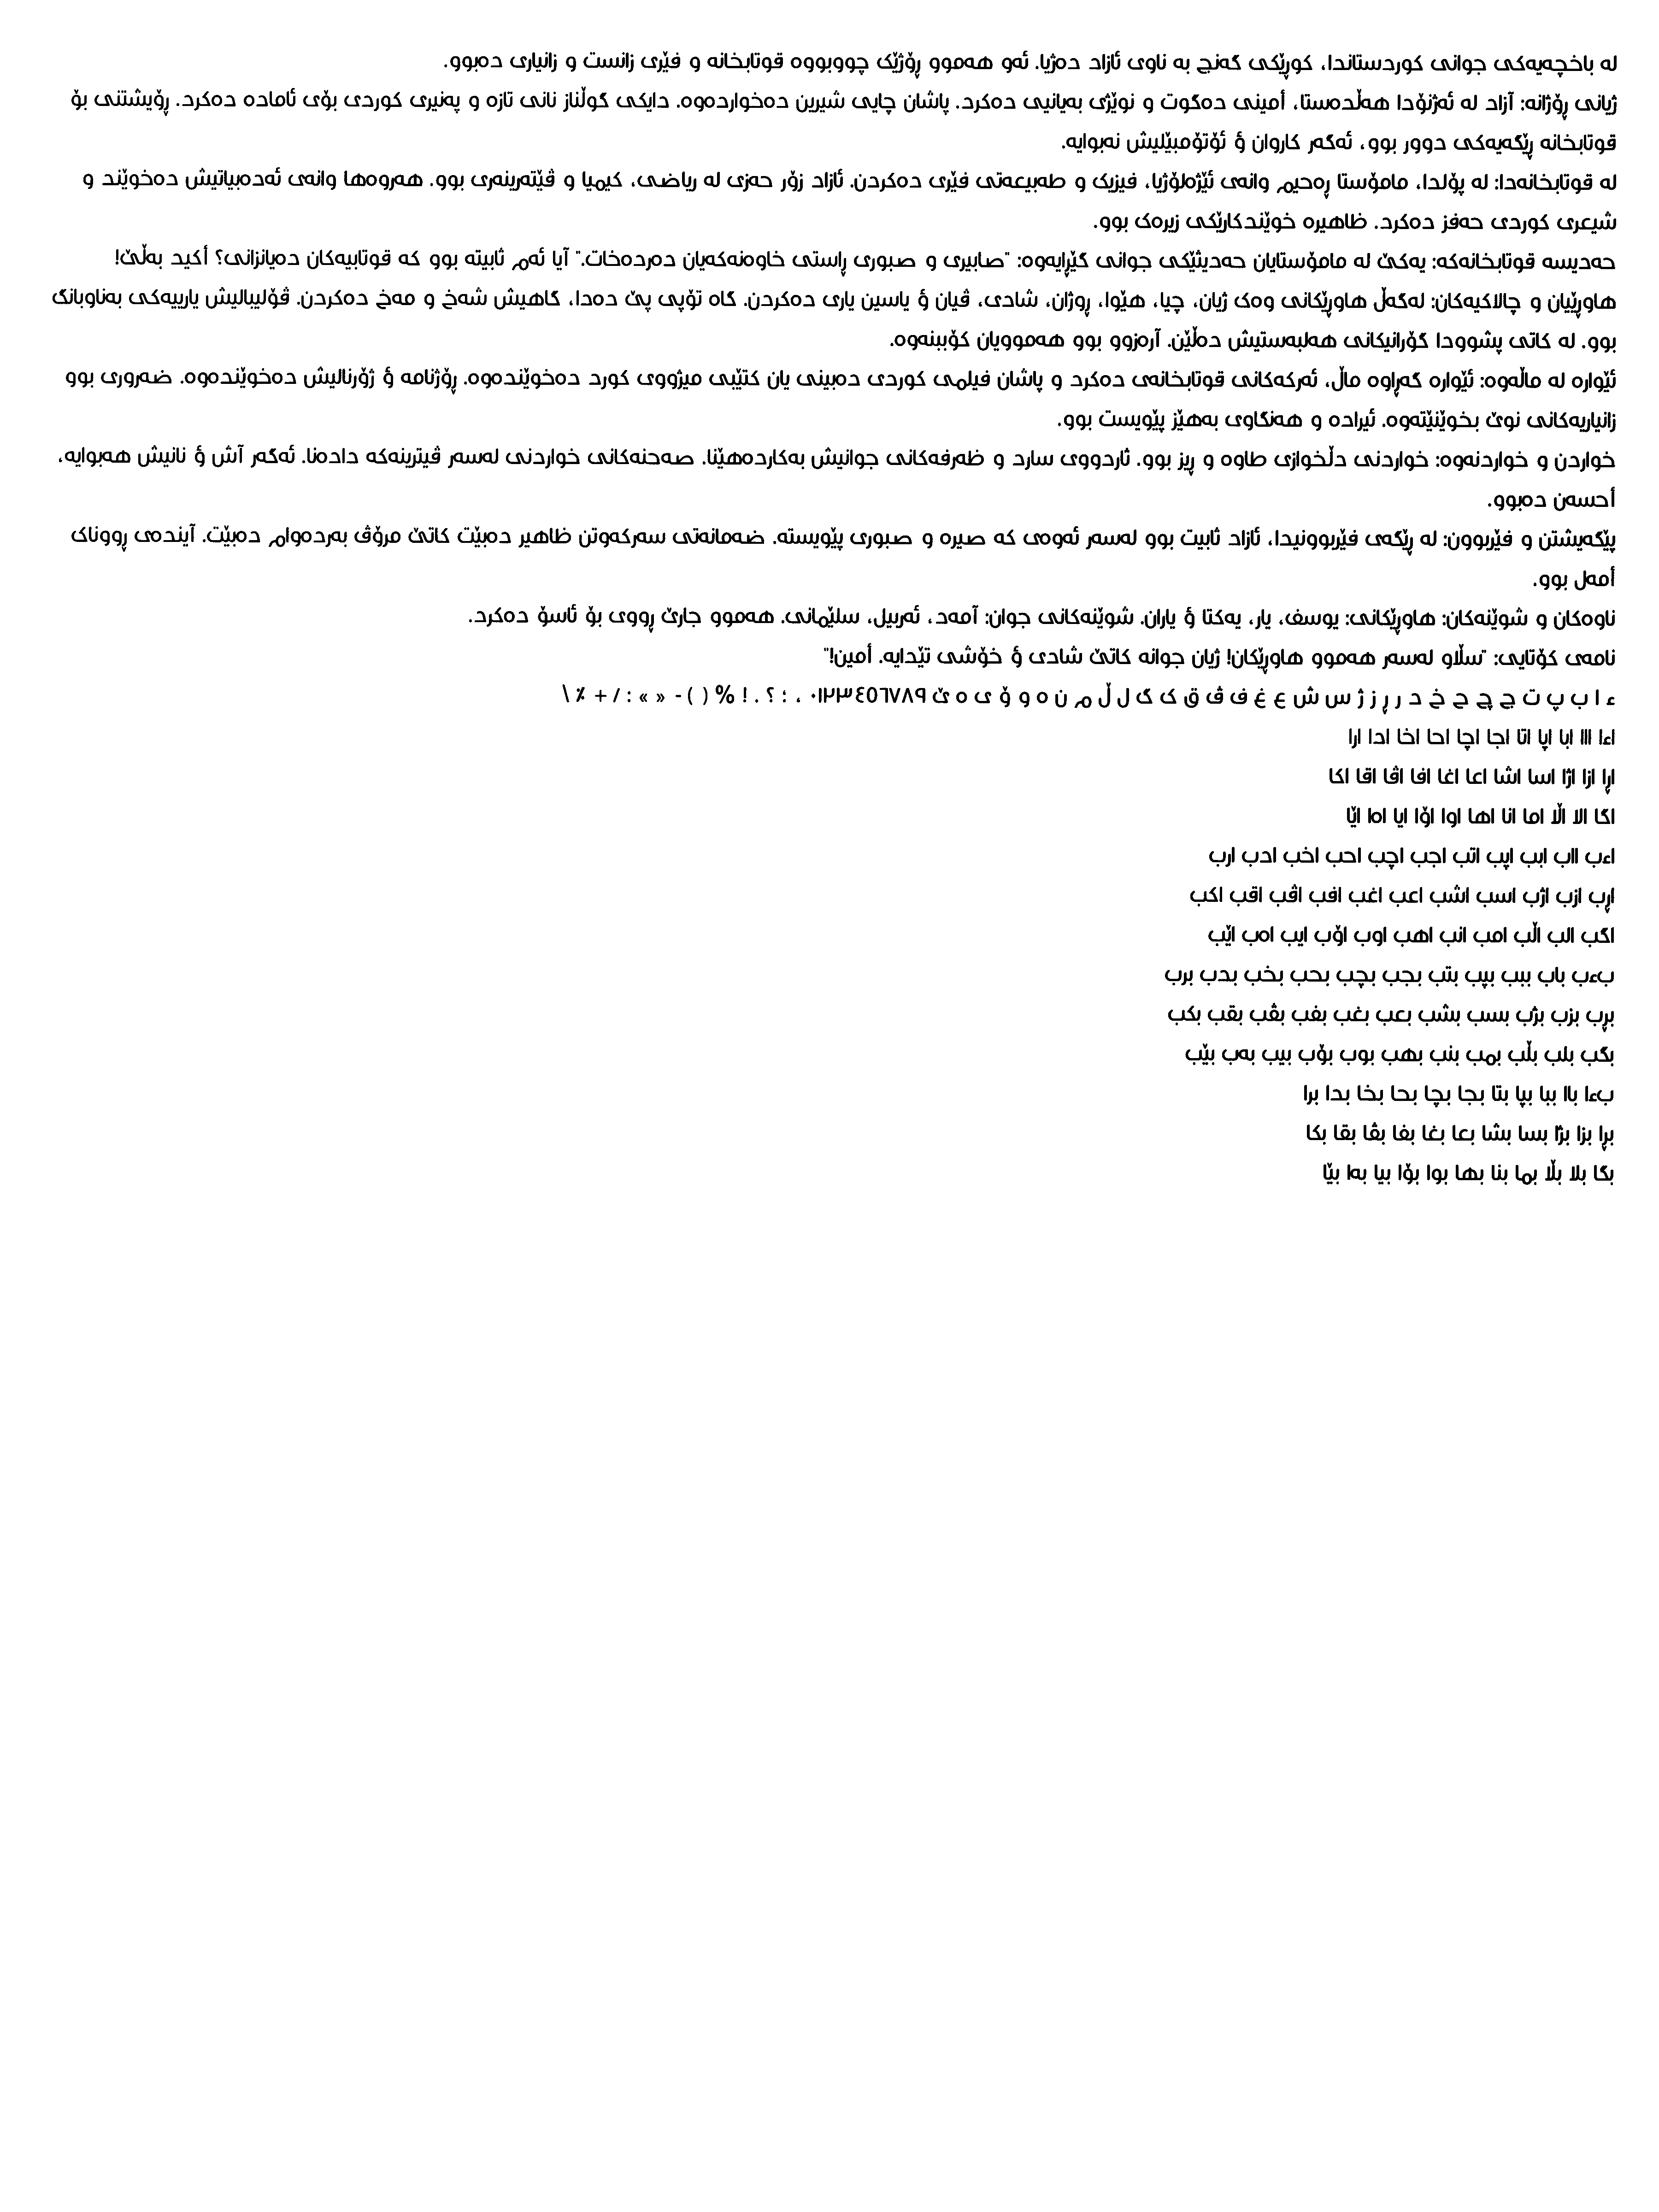 لە باخچەیەکی جوانی کوردستاندا، کوڕێکی گەنج بە ناوی ئازاد دەژیا. ئەو هەموو ڕۆژێک چووبووە قوتابخانە و فێری زانست و زانیاری دەبوو.
ژیانی ڕۆژانە: آزاد لە ئەژنۆدا هەڵدەستا، أمینی دەگوت و نوێژی بەیانیی دەکرد. پاشان چایی شیرین دەخواردەوە. دایکی گوڵناز نانی تازە و پەنیری کوردی بۆی ئامادە دەکرد. ڕۆیشتنی بۆ
قوتابخانە ڕێگەیەکی دوور بوو، ئەگەر کاروان ؤ ئۆتۆمبێلیش نەبوایە.
لە قوتابخانەدا: لە پۆلدا، مامۆستا ڕەحیم وانەی ئێژەلۆژیا، فیزیک و طەبیعەتی فێری دەکردن. ئازاد زۆر حەزی لە ریاضی، کیمیا و ڤێتەرینەری بوو. هەروەها وانەی ئەدەبیاتیش دەخوێند و
شیعری کوردی حەفز دەکرد. ظاهیرە خوێندکارێکی زیرەک بوو.
حەدیسە قوتابخانەکە: یەکێ لە مامۆستایان حەدیثێکی جوانی گێڕایەوە: "صابیری و صبوری ڕاستی خاوەنەکەیان دەردەخات." آیا ئەم ثابیتە بوو کە قوتابیەکان دەیانزانی؟ أکید بەڵێ!
هاوڕێیان و چالاکیەکان: لەگەڵ هاوڕێکانی وەک ژیان، چیا، هێوا، ڕوژان، شادی، ڤیان ؤ یاسین یاری دەکردن. گاە تۆپی پێ دەدا، گاهیش شەخ و مەخ دەکردن. ڤۆلیبالیش یارییەکی بەناوبانگ
بوو. لە کاتی پشوودا گۆرانیکانی هەلبەستیش دەڵێن. آرەزوو بوو هەموویان کۆببنەوە.
ئێوارە لە ماڵەوە: ئێوارە گەڕاوە ماڵ، ئەرکەکانی قوتابخانەی دەکرد و پاشان فیلمی کوردی دەبینی یان کتێبی میژووی کورد دەخوێندەوە. ڕۆژنامە ؤ ژۆرنالیش دەخوێندەوە. ضەروری بوو
زانیاریەکانی نوێ بخوێنێتەوە. ئیرادە و هەنگاوی بەهێز پێویست بوو.
خواردن و خواردنەوە: خواردنی دڵخوازی طاوە و ڕیز بوو. ئاردووی سارد و ظەرفەکانی جوانیش بەکاردەهێنا. صەحنەکانی خواردنی لەسەر ڤیترینەکە دادەنا. ئەگەر آش ؤ نانیش هەبوایە،
أحسەن دەبوو.
پێگەیشتن و فێربوون: لە ڕێگەی فێربوونیدا، ئازاد ثابیت بوو لەسەر ئەوەی کە صیرە و صبوری پێویستە. ضەمانەتی سەرکەوتن ظاهیر دەبێت کاتێ مرۆڤ بەردەوام دەبێت. آیندەی ڕووناک
أمەل بوو.
ناوەکان و شوێنەکان: هاوڕێکانی: یوسف، یار، یەکتا ؤ یاران. شوێنەکانی جوان: آمەد، ئەربیل، سلێمانی. هەموو جارێ ڕووی بۆ ئاسۆ دەکرد.
نامەی کۆتایی: "سڵاو لەسەر هەموو هاوڕێکان! ژیان جوانە کاتێ شادی ؤ خۆشی تێدایە. أمین!"
ء ا ب پ ت ج چ ح خ د ر ڕ ز ژ س ش ع غ ف ڤ ق ک گ ل ڵ م ن ە و ۆ ی ە ێ ٠١٢٣٤٥٦٧٨٩ ، ؛ ؟ . ! % ( ) - « » : / + ٪ \
اءا ااا ابا اپا اتا اجا اچا احا اخا ادا ارا
اڕا ازا اژا اسا اشا اعا اغا افا اڤا اقا اکا
اگا الا اڵا اما انا اها اوا اۆا ایا اەا اێا
اءب ااب ابب اپب اتب اجب اچب احب اخب ادب ارب
اڕب ازب اژب اسب اشب اعب اغب افب اڤب اقب اکب
اگب الب اڵب امب انب اهب اوب اۆب ایب اەب اێب
بءب باب ببب بپب بتب بجب بچب بحب بخب بدب برب
بڕب بزب بژب بسب بشب بعب بغب بفب بڤب بقب بکب
بگب بلب بڵب بمب بنب بهب بوب بۆب بیب بەب بێب
بءا باا ببا بپا بتا بجا بچا بحا بخا بدا برا
بڕا بزا بژا بسا بشا بعا بغا بفا بڤا بقا بکا
بگا بلا بڵا بما بنا بها بوا بۆا بیا بەا بێا